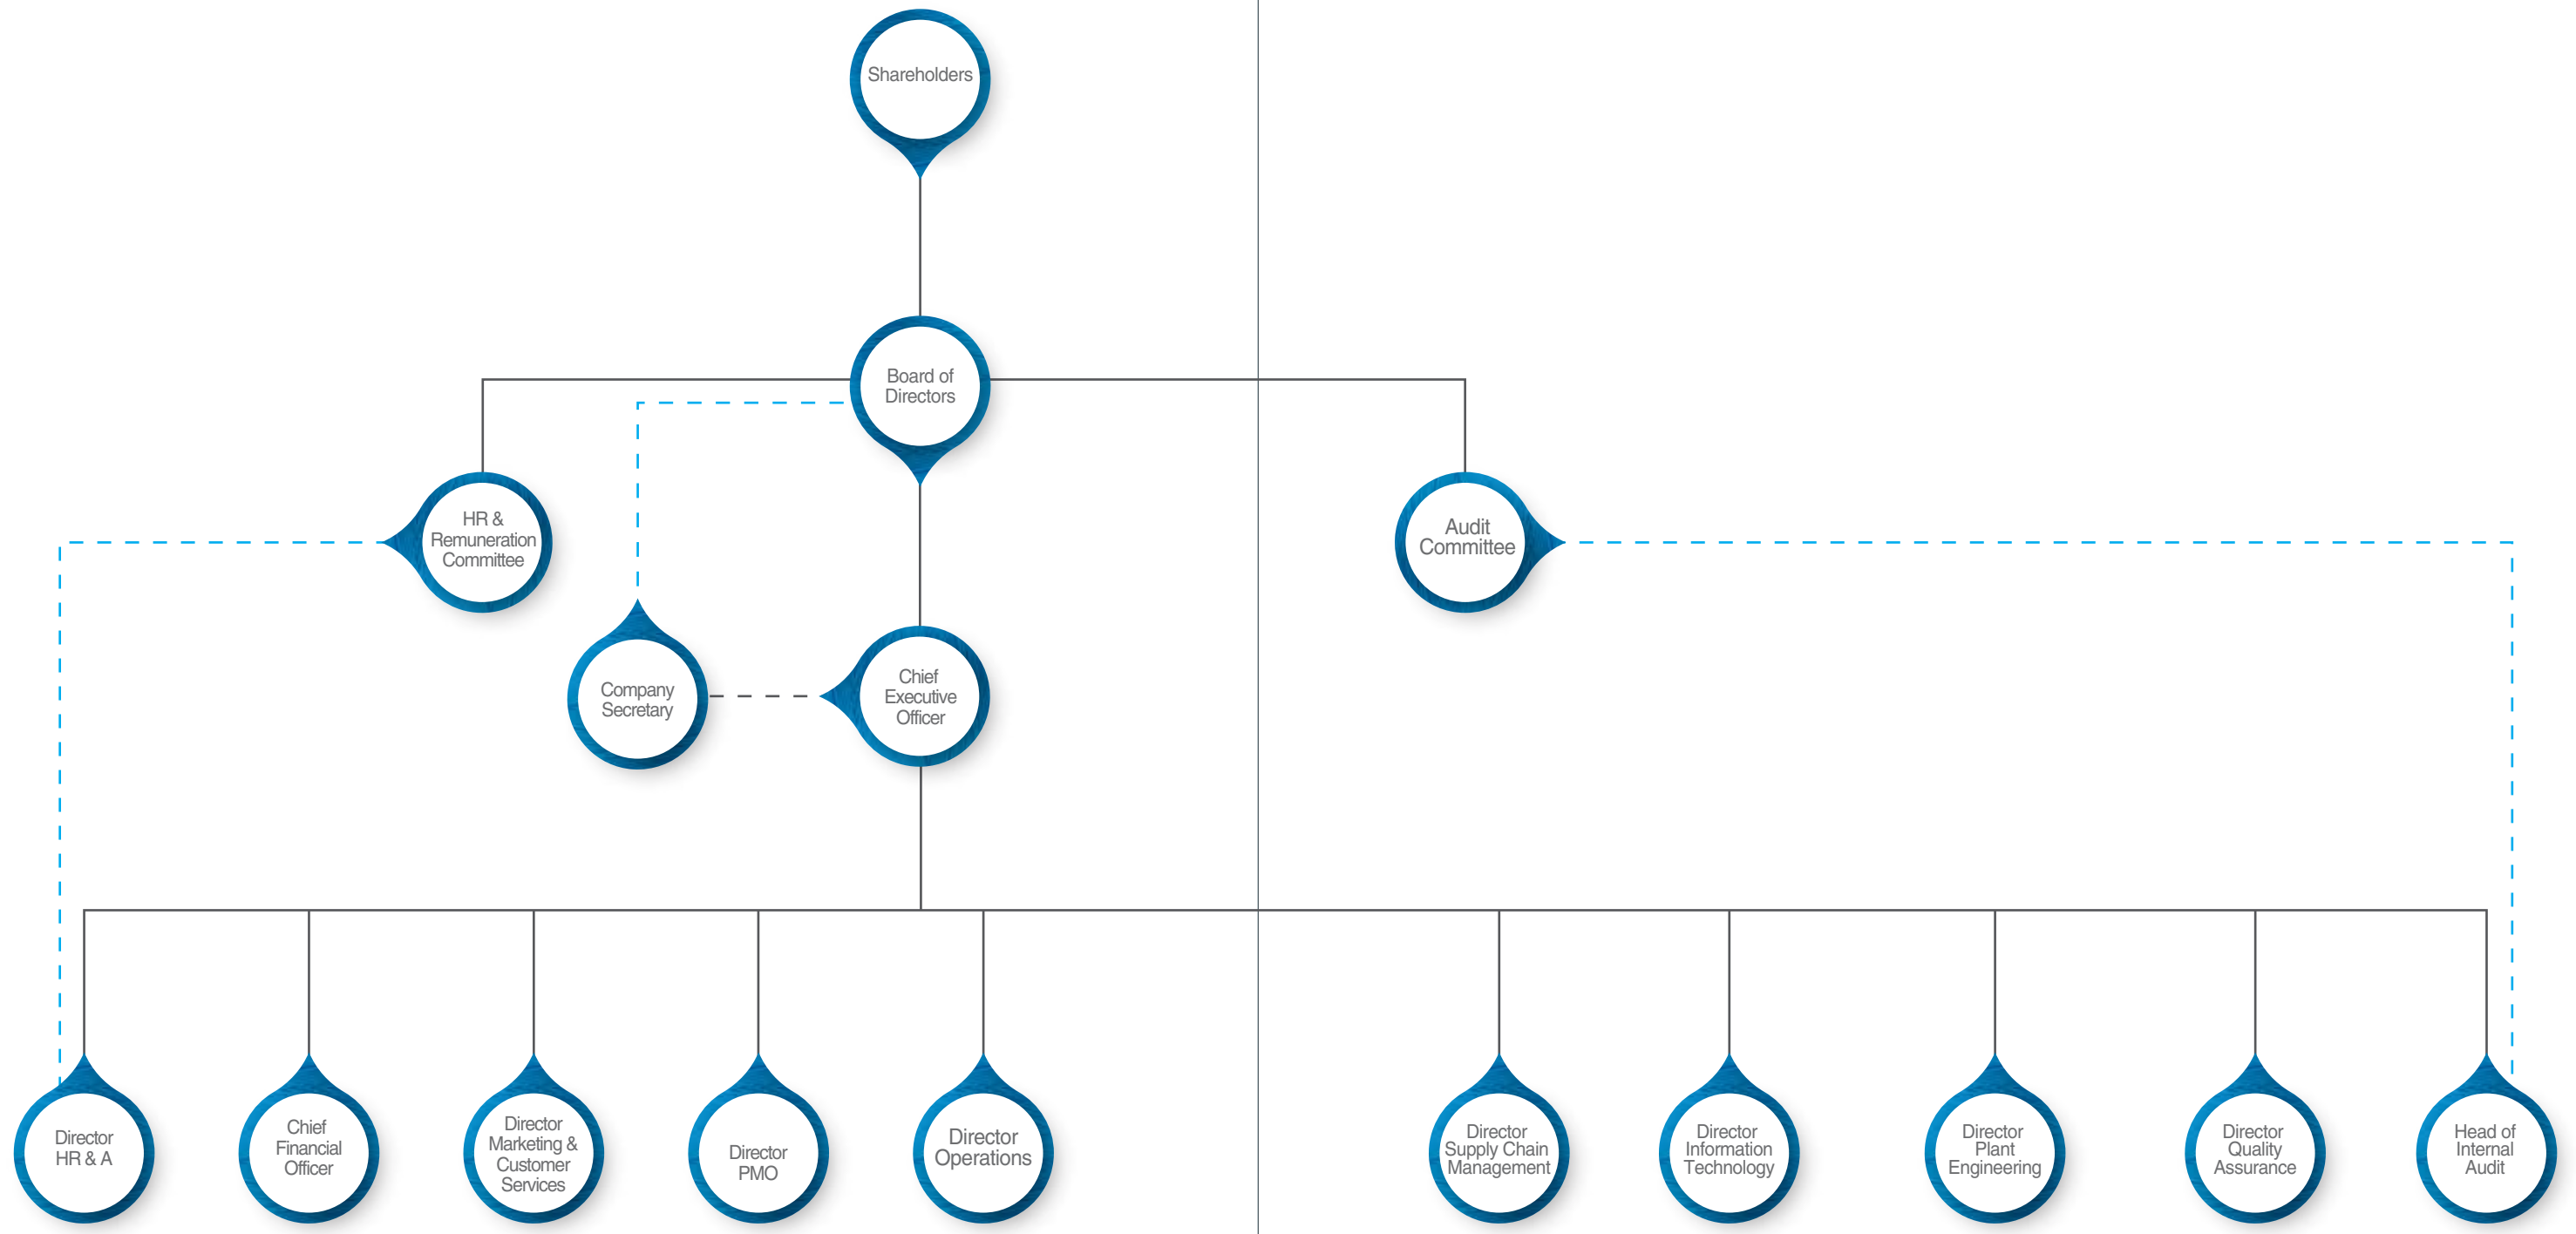 Shareholders
Board of
Directors
HR &
Remuneration
Committee
Audit
Committee
Company
Secretary
Chief
Executive
Officer
Director
HR & A
Chief
Financial
Officer
Director
Marketing &
Customer
Services
Director
PMO
Director
Operations
Director
Supply Chain
Management
Director
Information
Technology
Director
Plant
Engineering
Director
Quality
Assurance
Head of
Internal
Audit